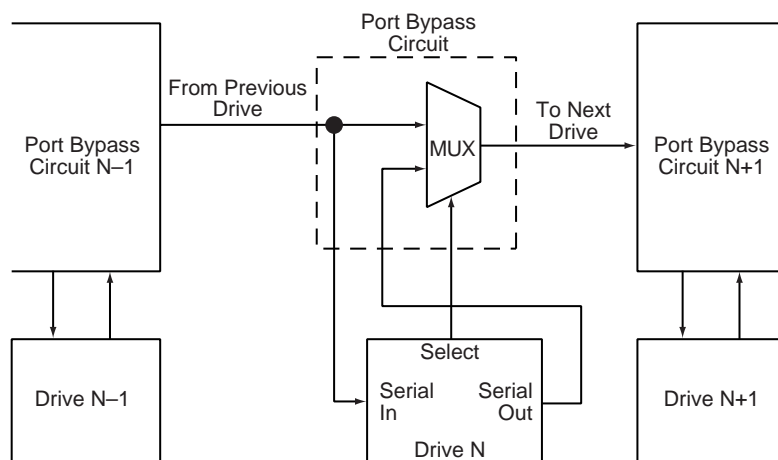 Port Bypass
Circuit
From Previous
Drive
To Next
Drive
Port Bypass
Circuit N–1
MUX
Port Bypass
Circuit N+1
Select
Drive N–1
Serial
In
Serial
Out
Drive N
Drive N+1